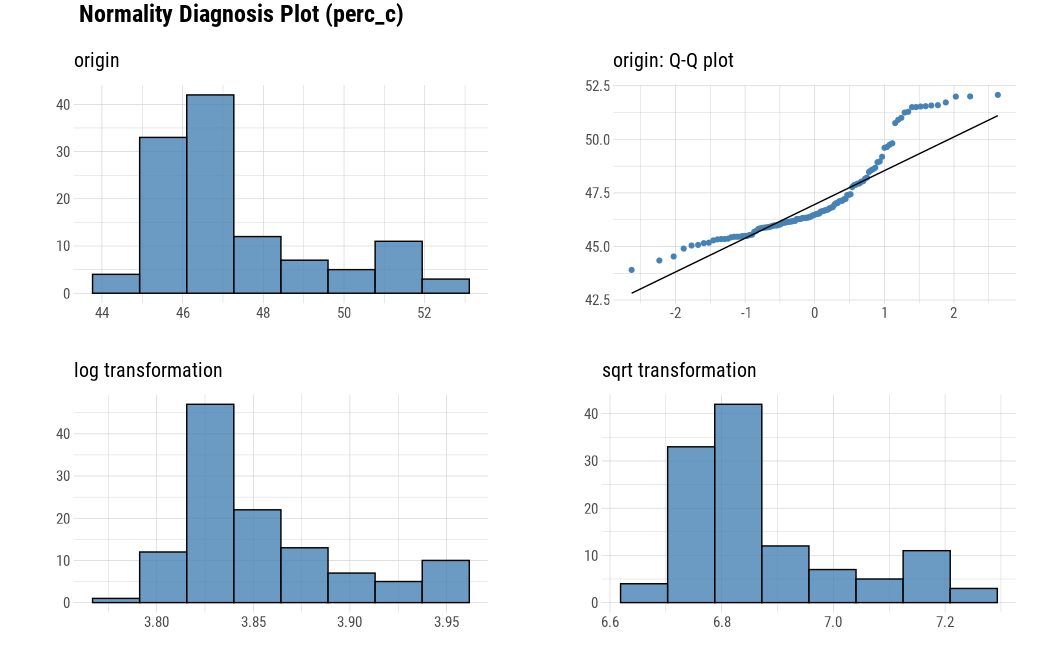 Normality Diagnosis Plot (perc_c)
origin
40
30
20
10
0
44 46 48 50 52
origin: Q-Q plot
52.5
50.0
47.5
45.0
42.5
-2 -1 0 1 2
log transformation
40
30
20
10
0
3.80 3.85 3.90 3.95
sqrt transformation
40
30
20
10
0
6.6 6.8 7.0 7.2